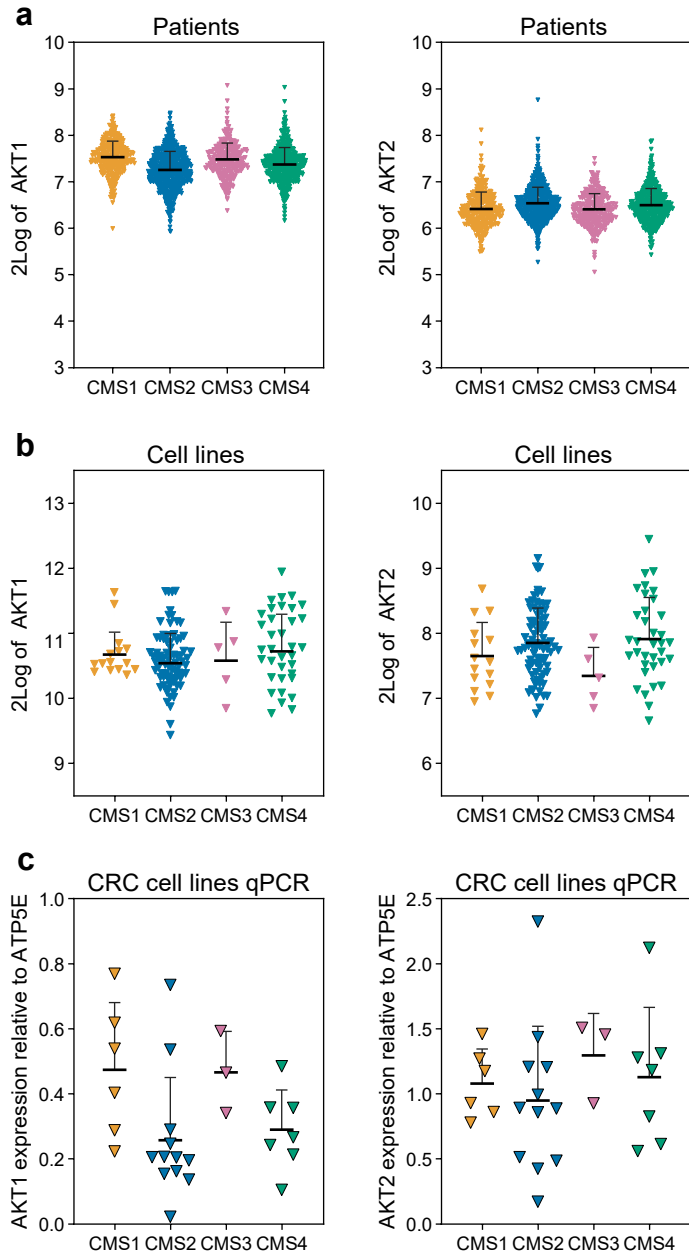 a
Patients
Patients
10
9
8
7
6
5
4
3
2Log of AKT1
CMS1 CMS2 CMS3 CMS4
10
9
8
7
6
5
4
3
2Log of AKT2
CMS1 CMS2 CMS3 CMS4
b
Cell lines
Cell lines
13
12
11
10
9
2Log of AKT1
CMS1 CMS2 CMS3 CMS4
10
9
8
7
6
2Log of AKT2
CMS1 CMS2 CMS3 CMS4
c
CRC cell lines qPCR
CRC cell lines qPCR
1.0
0.8
0.6
0.4
0.2
0.0
AKT1 expression relative to ATP5E
CMS1 CMS2 CMS3 CMS4
2.5
2.0
1.5
1.0
0.5
0.0
AKT2 expression relative to ATP5E
CMS1 CMS2 CMS3 CMS4